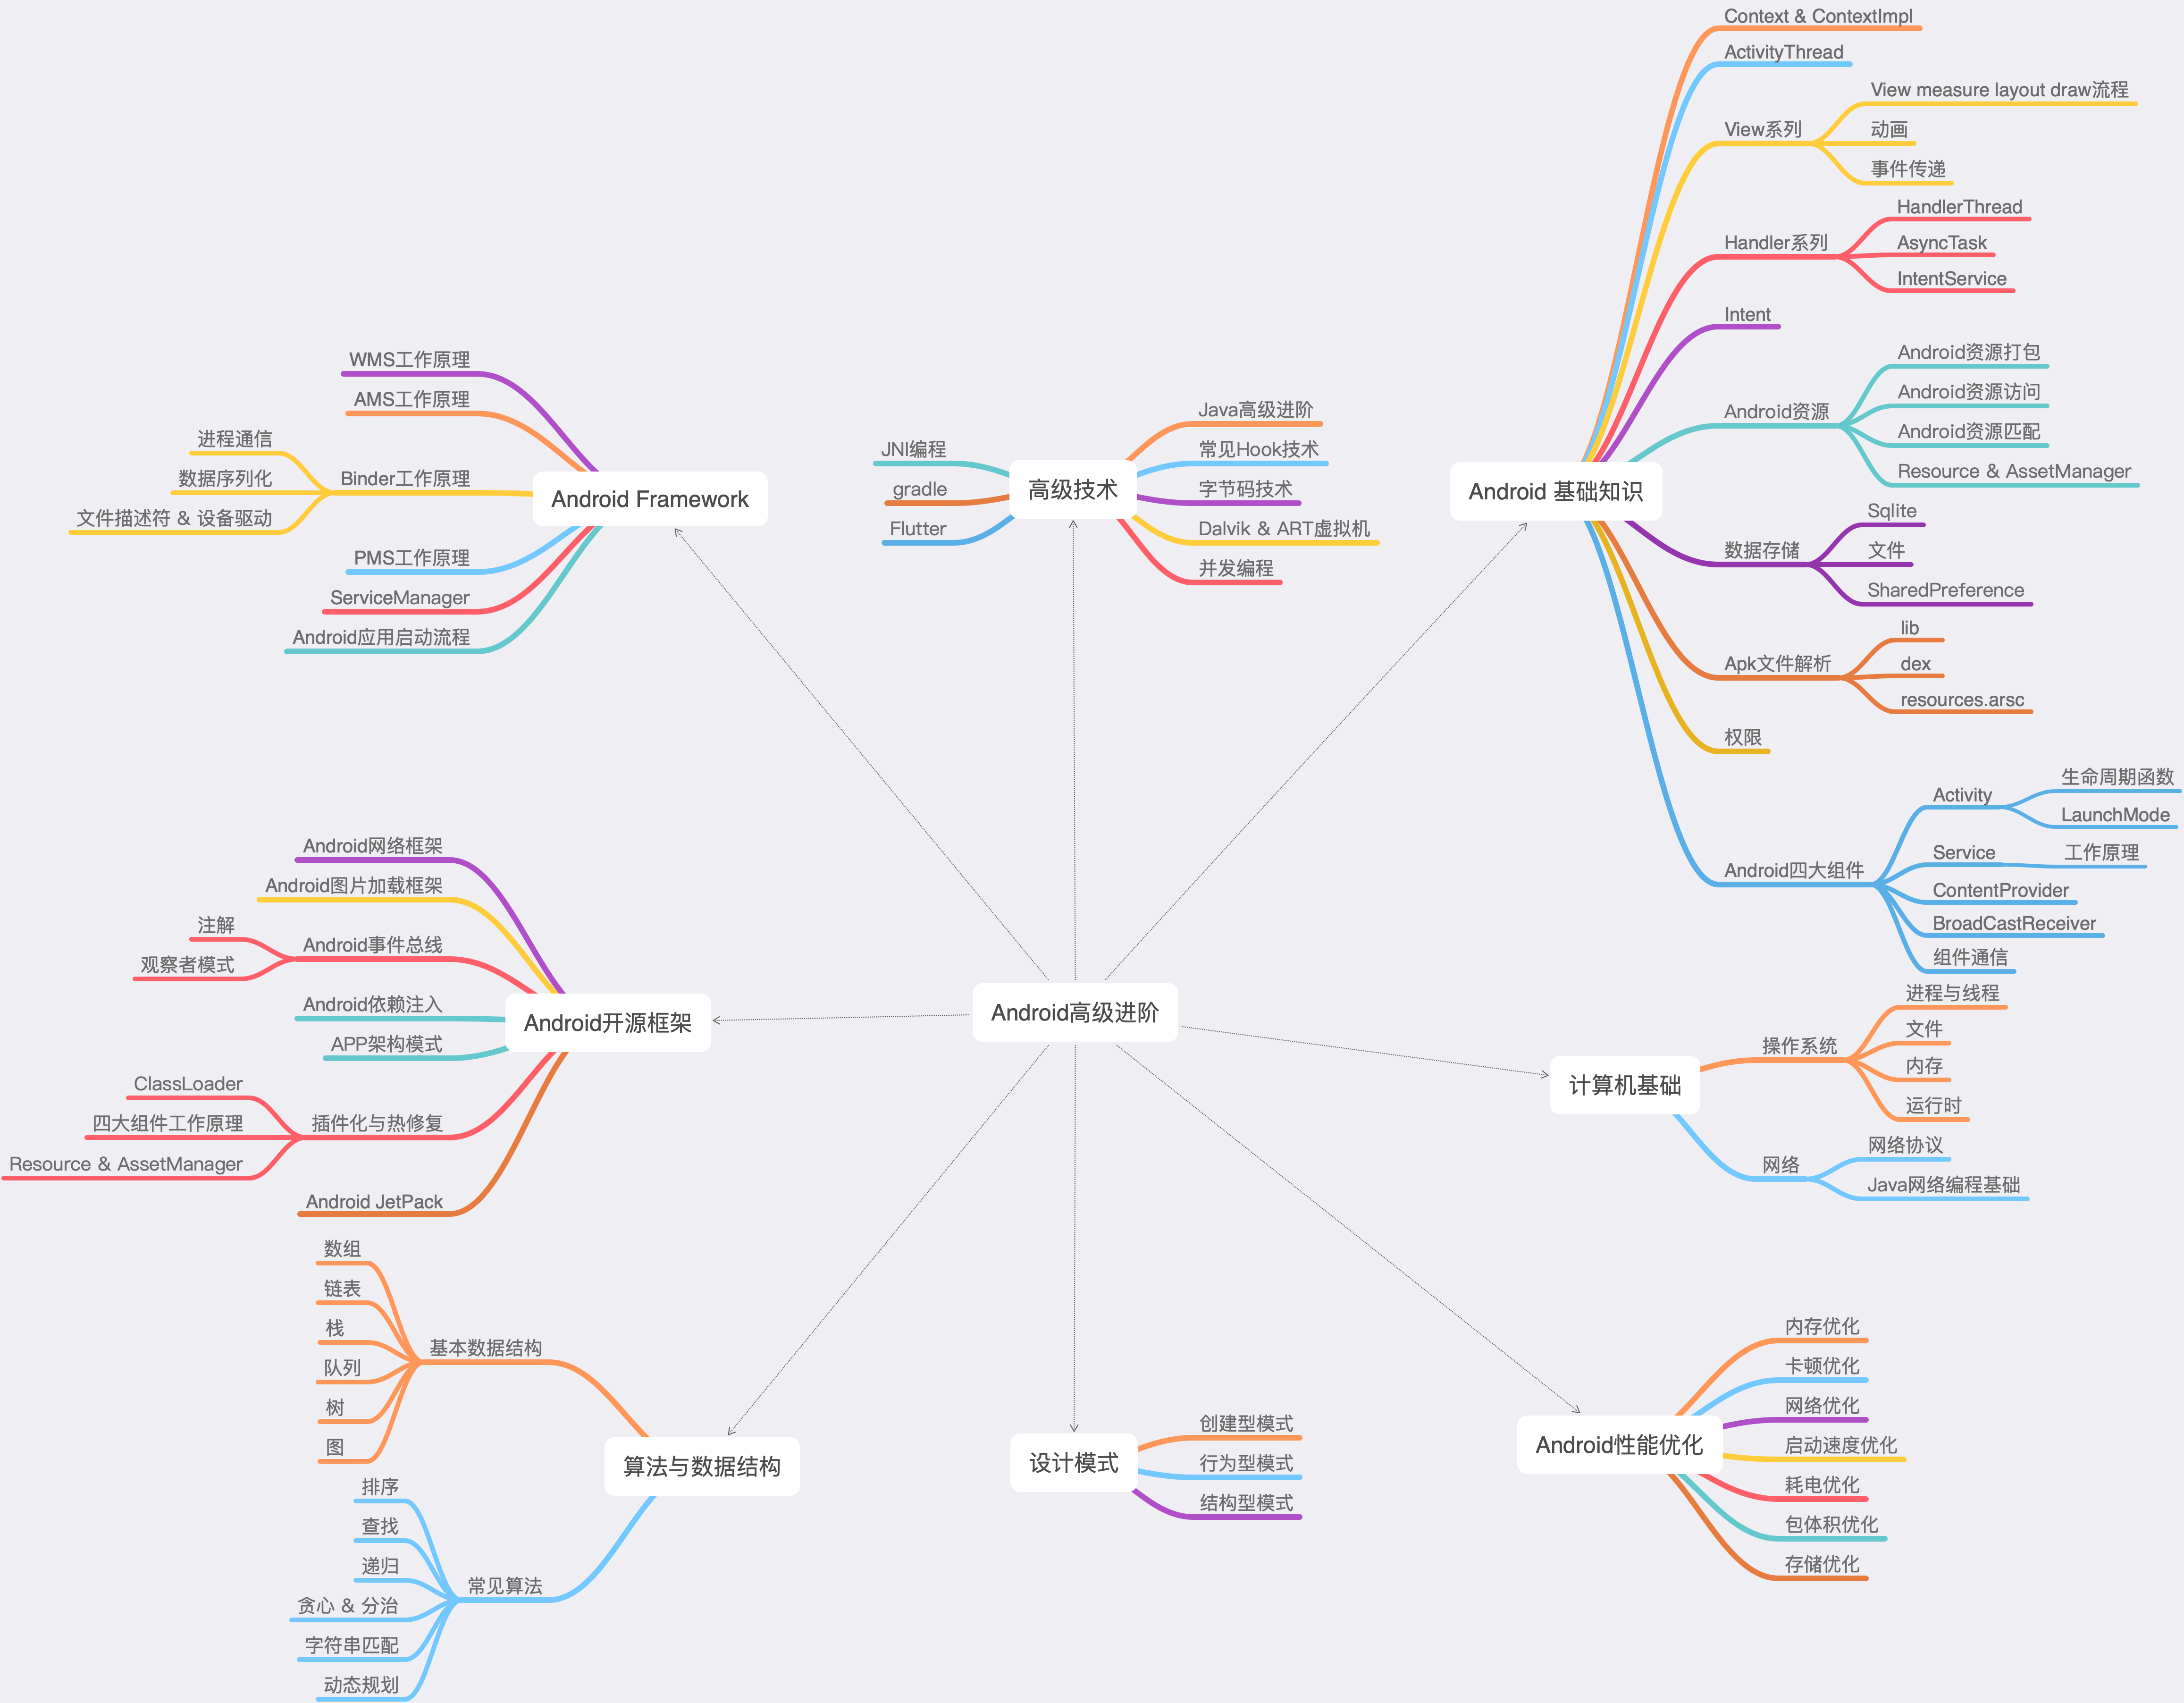 Android高级进阶
Android Framework
WMS工作原理
AMS工作原理
Binder工作原理
进程通信
数据序列化
文件描述符 & 设备驱动
PMS工作原理
ServiceManager
Android应用启动流程
高级技术
Java高级进阶
常见Hook技术
字节码技术
Dalvik & ART虚拟机
并发编程
JNI编程
gradle
Flutter
Android 基础知识
Context & ContextImpl
ActivityThread
View系列
View measure layout draw流程
动画
事件传递
Handler系列
HandlerThread
AsyncTask
IntentService
Intent
Android资源
Android资源打包
Android资源访问
Android资源匹配
Resource & AssetManager
数据存储
Sqlite
文件
SharedPreference
Apk文件解析
lib
dex
resources.arsc
权限
Android四大组件
Activity
生命周期函数
LaunchMode
Service
工作原理
ContentProvider
BroadCastReceiver
组件通信
Android开源框架
Android网络框架
Android图片加载框架
Android事件总线
注解
观察者模式
Android依赖注入
APP架构模式
插件化与热修复
ClassLoader
四大组件工作原理
Resource & AssetManager
Android JetPack
计算机基础
操作系统
进程与线程
文件
内存
运行时
网络
网络协议
Java网络编程基础
算法与数据结构
基本数据结构
数组
链表
栈
队列
树
图
常见算法
排序
查找
递归
贪心 & 分治
字符串匹配
动态规划
设计模式
创建型模式
行为型模式
结构型模式
Android性能优化
内存优化
卡顿优化
网络优化
启动速度优化
耗电优化
包体积优化
存储优化